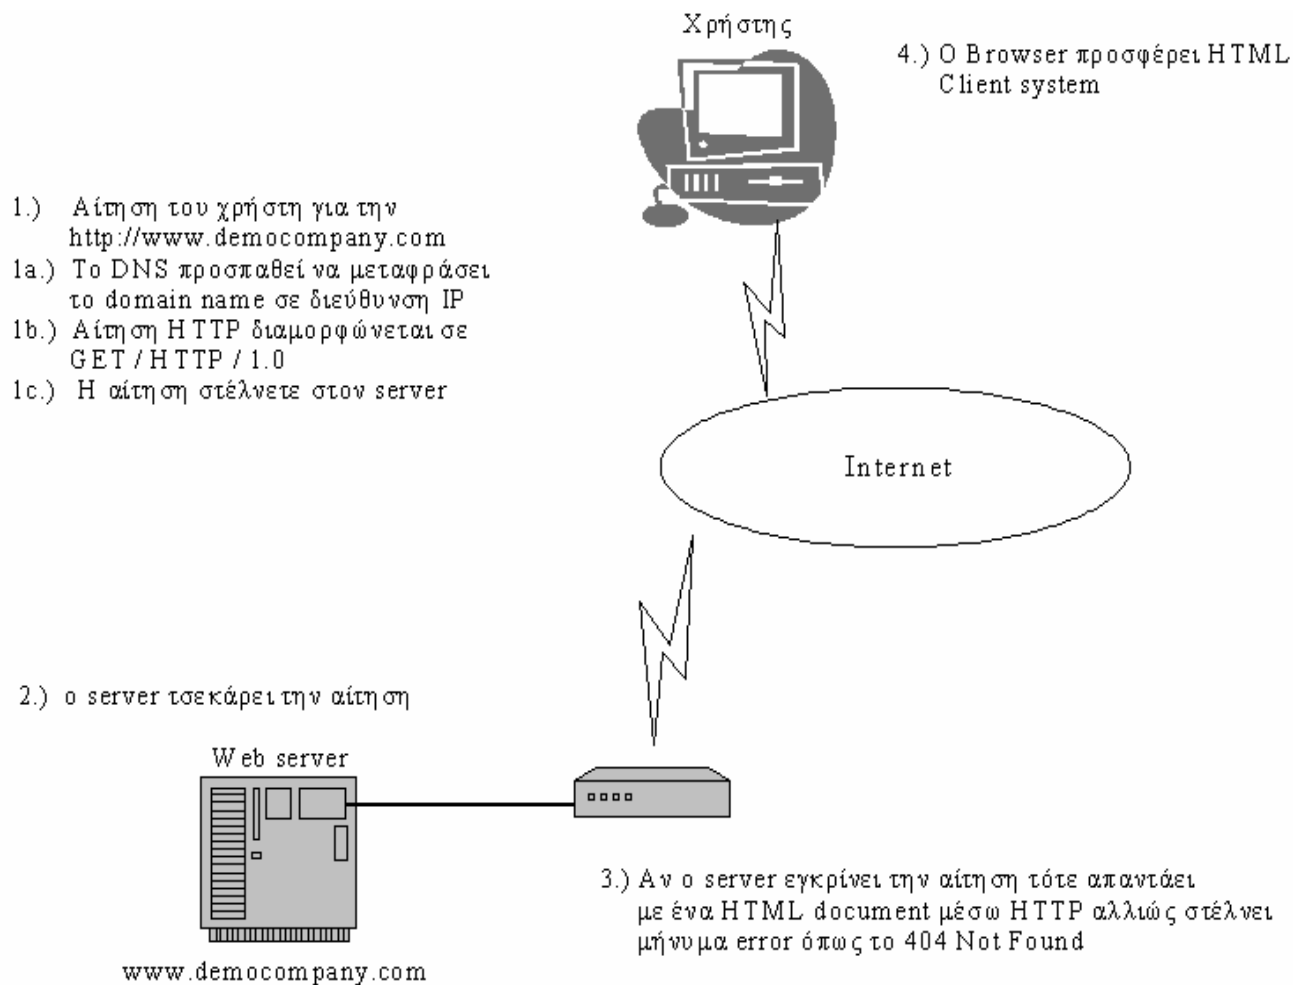 Χρήστης
4.) Ο Browser προσφέρει HTML
Client system
1.) Αίτηση του χρήστη για την
http://www.democompany.com
1a.) Το DNS προσπαθεί να μεταφράσει
το domain name σε διεύθυνση IP
1b.) Αίτηση HTTP διαμορφώνεται σε
GET / HTTP / 1.0
1c.) Η αίτηση στέλνετε στον server
Internet
2.) ο server τσεκάρει την αίτηση
Web server
www.democompany.com
3.) Αν ο server εγκρίνει την αίτηση τότε απαντάει
με ένα HTML document μέσω HTTP αλλιώς στέλνει
μήνυμα error όπως το 404 Not Found